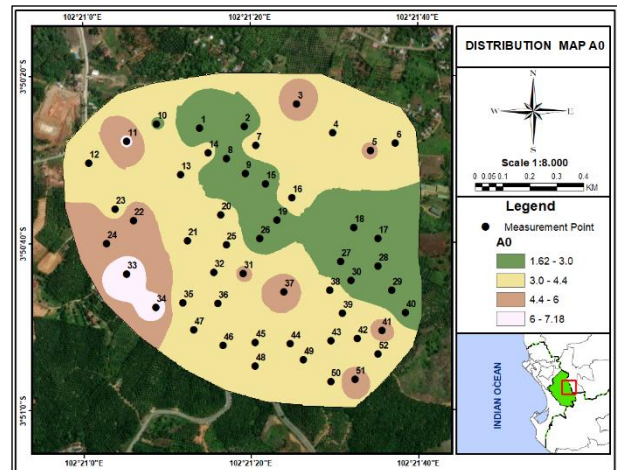 102°21'0"E 102°21'20"E 102°21'40"E
3°50'20"S
3°50'40"S
3°51'0"S
1
2
3
4
5
6
7
8
9
10
11
12
13
14
15
16
17
18
19
20
21
22
23
24
25
26
27
28
29
30
31
32
33
34
35
36
37
38
39
40
41
42
43
44
45
46
47
48
49
50
51
52
102°21'0"E 102°21'20"E 102°21'40"E
DISTRIBUTION MAP A0
N
W E
S
Scale 1:8.000
0 0.05 0.1 0.2 0.3 0.4
KM
Legend
Measurement Point
A0
1.62 - 3.0
3.0 - 4.4
4.4 - 6
6 - 7.18
INDIAN OCEAN